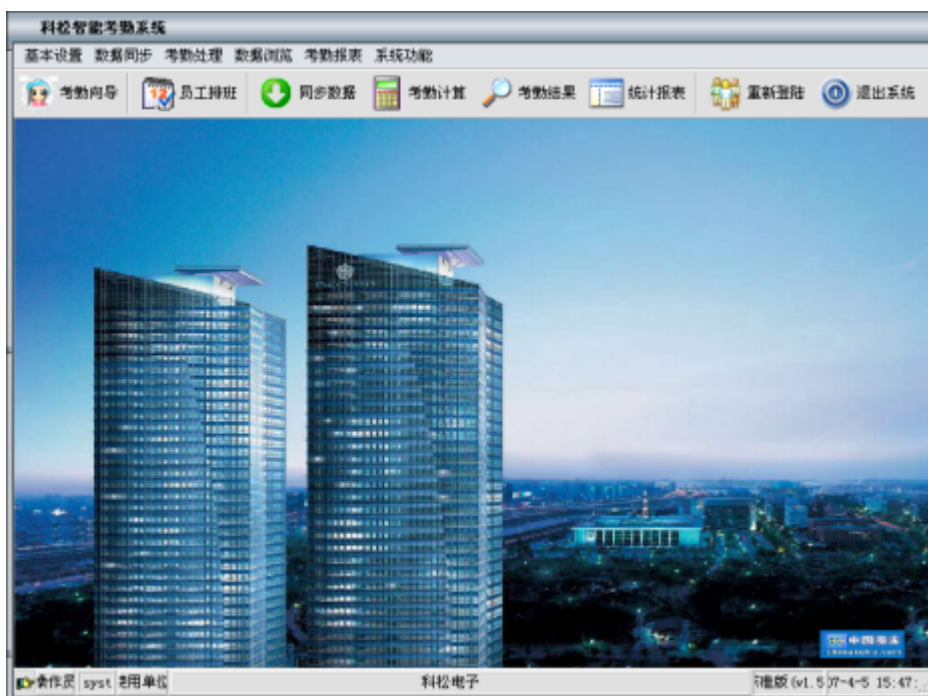 科松智能考勤系统
基本设置 数据同步 考勤处理 数据浏览 考勤报表 系统功能
考勤向导 员工排班 同步数据 考勤计算 考勤结果 统计报表 重新登陆 退出系统
操作员 syst 使用单位 科松电子 准版(v1.5 07-4-5 15:47: